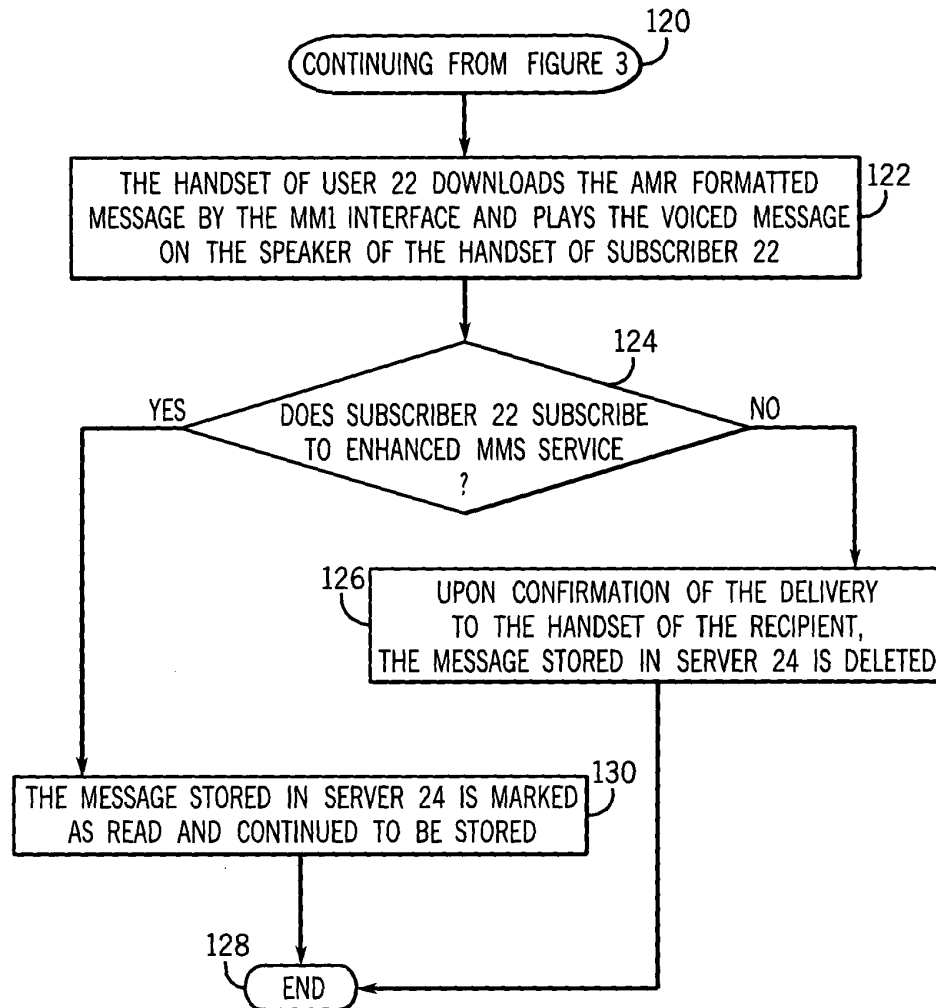 120
CONTINUING FROM FIGURE 3
THE HANDSET OF USER 22 DOWNLOADS THE AMR FORMATTED
MESSAGE BY THE MM1 INTERFACE AND PLAYS THE VOICED MESSAGE
ON THE SPEAKER OF THE HANDSET OF SUBSCRIBER 22
122
124
DOES SUBSCRIBER 22 SUBSCRIBE
TO ENHANCED MMS SERVICE
?
YES
NO
126
UPON CONFIRMATION OF THE DELIVERY
TO THE HANDSET OF THE RECIPIENT,
THE MESSAGE STORED IN SERVER 24 IS DELETED
130
THE MESSAGE STORED IN SERVER 24 IS MARKED
AS READ AND CONTINUED TO BE STORED
128
END